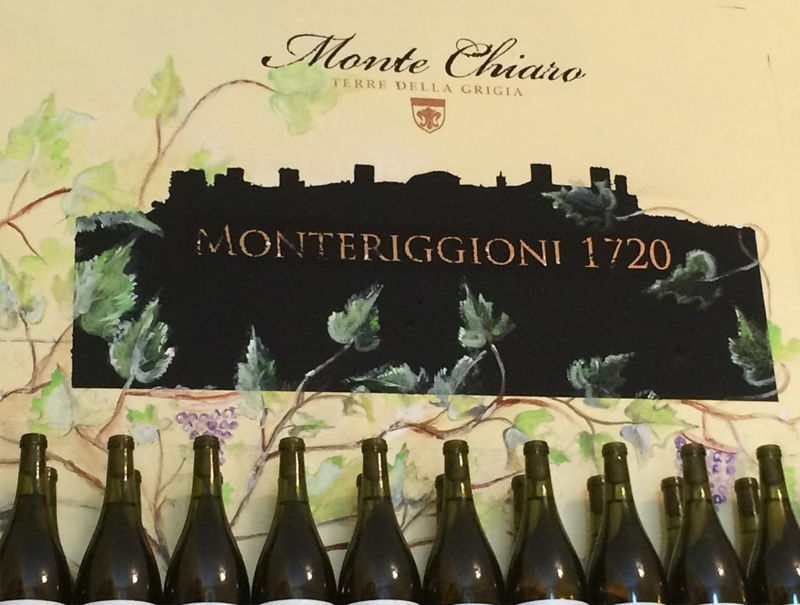 Monte Chiaro
TERRE DELLA GRIGIA
MONTERIGGIONI 1720